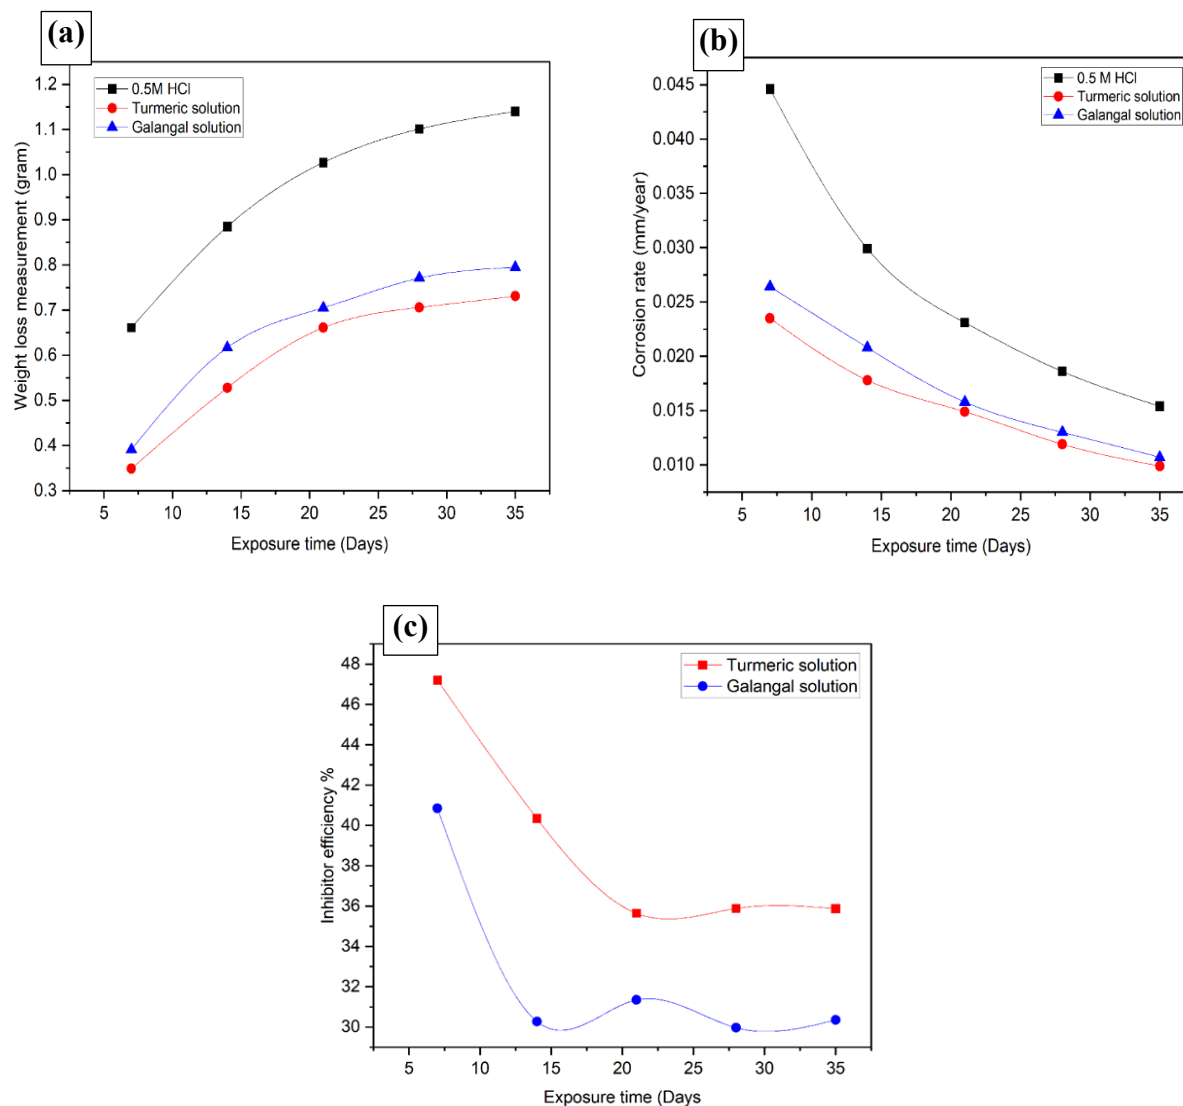 (a)
1.2
1.1
1.0
0.9
0.8
0.7
0.6
0.5
0.4
0.3
Weight loss measurement (gram)
0.5M HCl
Turmeric solution
Galangal solution
5 10 15 20 25 30 35
Exposure time (Days)
(b)
0.045
0.040
0.035
0.030
0.025
0.020
0.015
0.010
Corrosion rate (mm/year)
0.5 M HCl
Turmeric solution
Galangal solution
5 10 15 20 25 30 35
Exposure time (Days)
(c)
48
46
44
42
40
38
36
34
32
30
Inhibitor efficiency %
Turmeric solution
Galangal solution
5 10 15 20 25 30 35
Exposure time (Days